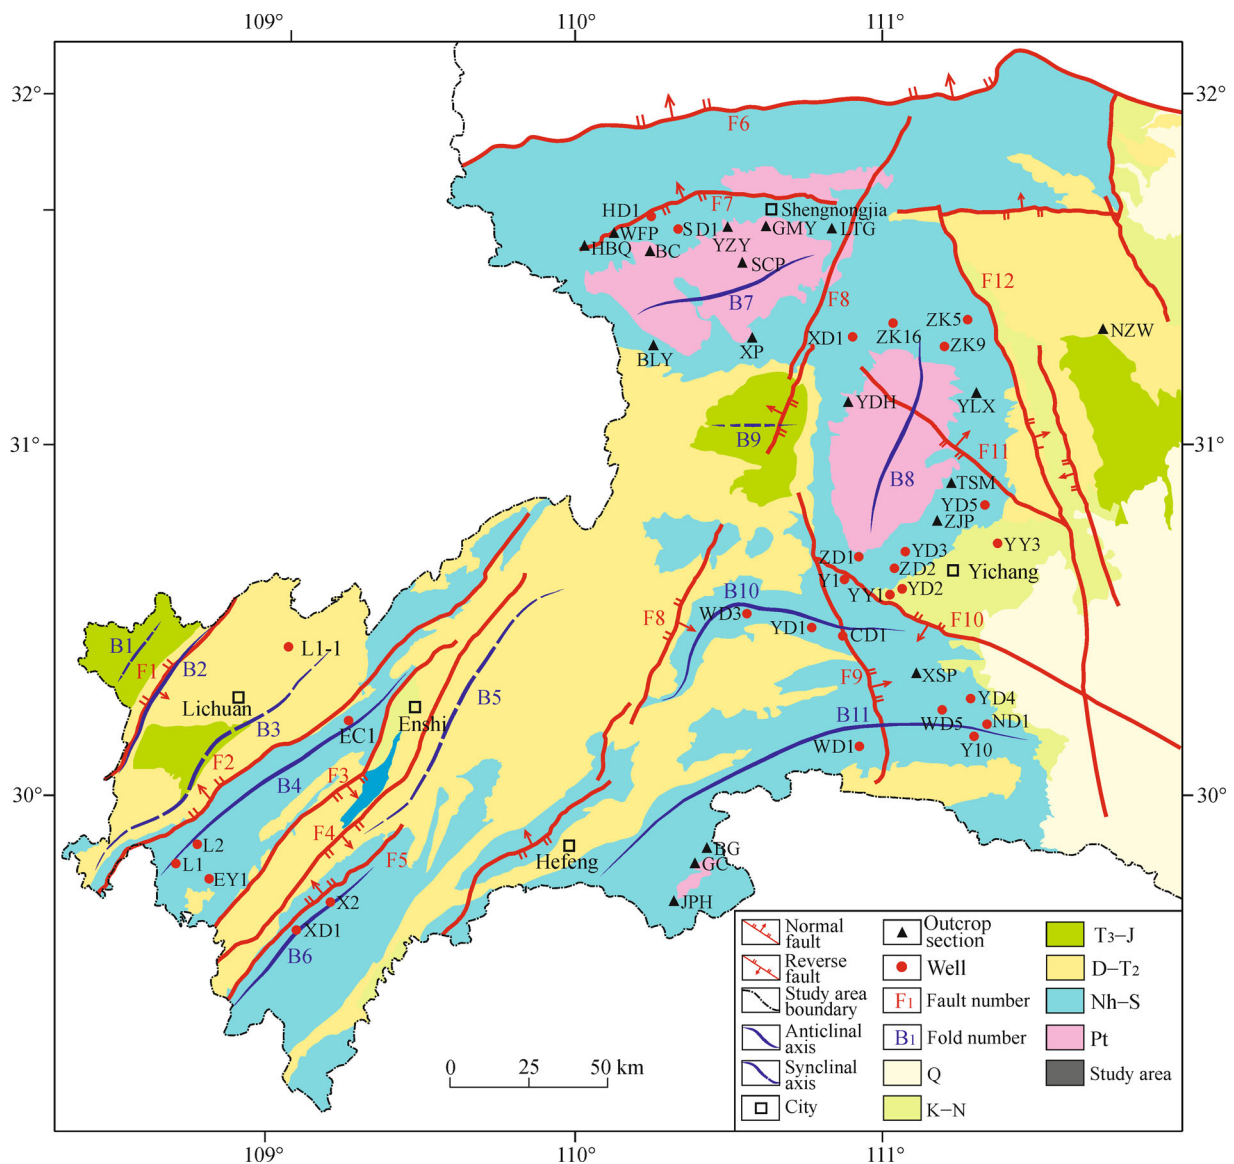 109° 110° 111°
32° 32°
F6
HD1 F7 Shengnongjia
WFP SD1 GMY LTG
HBQ BC YZY
SCP
B7 F8 F12
ZK5 NZW
XD1 ZK16
BLY XP ZK9
YDH YLX
31° B9 31°
F11
B8 TSM
YD5
ZJP
ZD1 YD3 YY3
ZD2 Yichang
Y1 YD2
B10 YY1
F8 WD3 F10
YD1 CD1
B1 L1-1
F1 B2 F9 XSP
B5
Lichuan Enshi YD4
B3 EC1 B11 WD5 ND1
WD1 Y10
F2 F3 B4
30° 30°
F4
L2 F5 Hefeng BG
L1 GC
EY1
X2 JPH
XD1
B6
Normal
fault
Outcrop
section
T3–J
Reverse
fault
Well
D–T2
Study area
boundary
F1 Fault number
Nh–S
Anticlinal
axis
B1 Fold number
Pt
Synclinal
axis
Q
Study area
City
K–N
0 25 50 km
109° 110° 111°